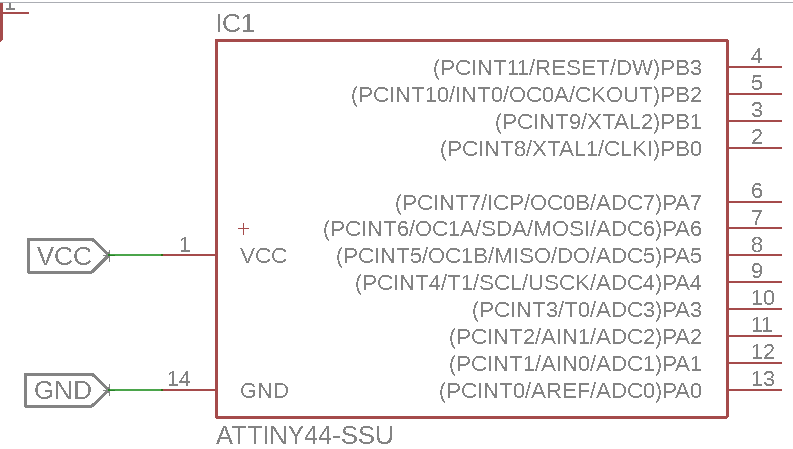 1
IC1
(PCINT11/RESET/DW)PB3 4
(PCINT10/INT0/OC0A/CKOUT)PB2 5
(PCINT9/XTAL2)PB1 3
(PCINT8/XTAL1/CLKI)PB0 2
(PCINT7/ICP/OC0B/ADC7)PA7 6
(PCINT6/OC1A/SDA/MOSI/ADC6)PA6 7
VCC 1 VCC (PCINT5/OC1B/MISO/DO/ADC5)PA5 8
(PCINT4/T1/SCL/USCK/ADC4)PA4 9
(PCINT3/T0/ADC3)PA3 10
(PCINT2/AIN1/ADC2)PA2 11
(PCINT1/AIN0/ADC1)PA1 12
GND 14 GND (PCINT0/AREF/ADC0)PA0 13
ATTINY44-SSU